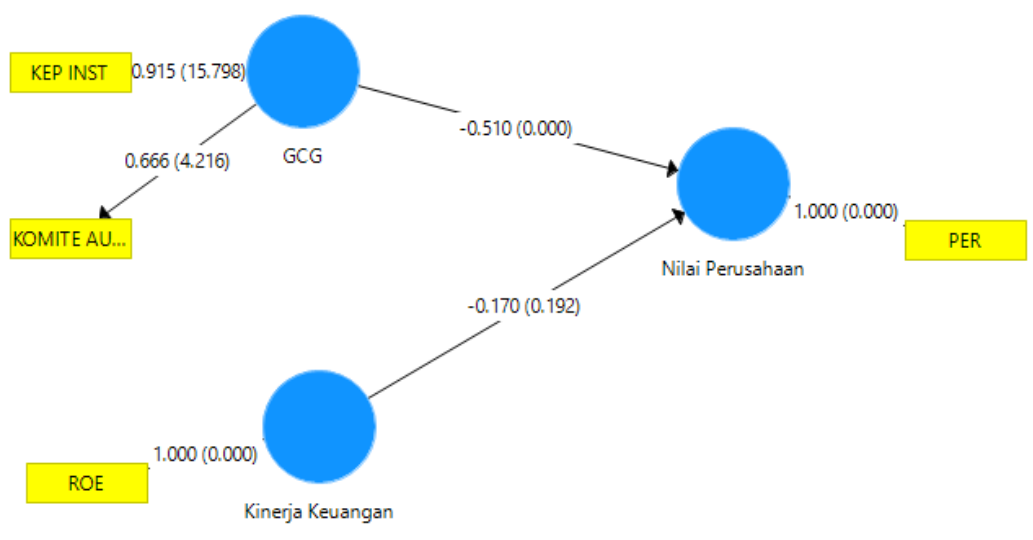 KEP INST
0.915 (15.798)
-0.510 (0.000)
GCG
0.666 (4.216)
KOMITE AU...
1.000 (0.000)
PER
Nilai Perusahaan
-0.170 (0.192)
1.000 (0.000)
ROE
Kinerja Keuangan